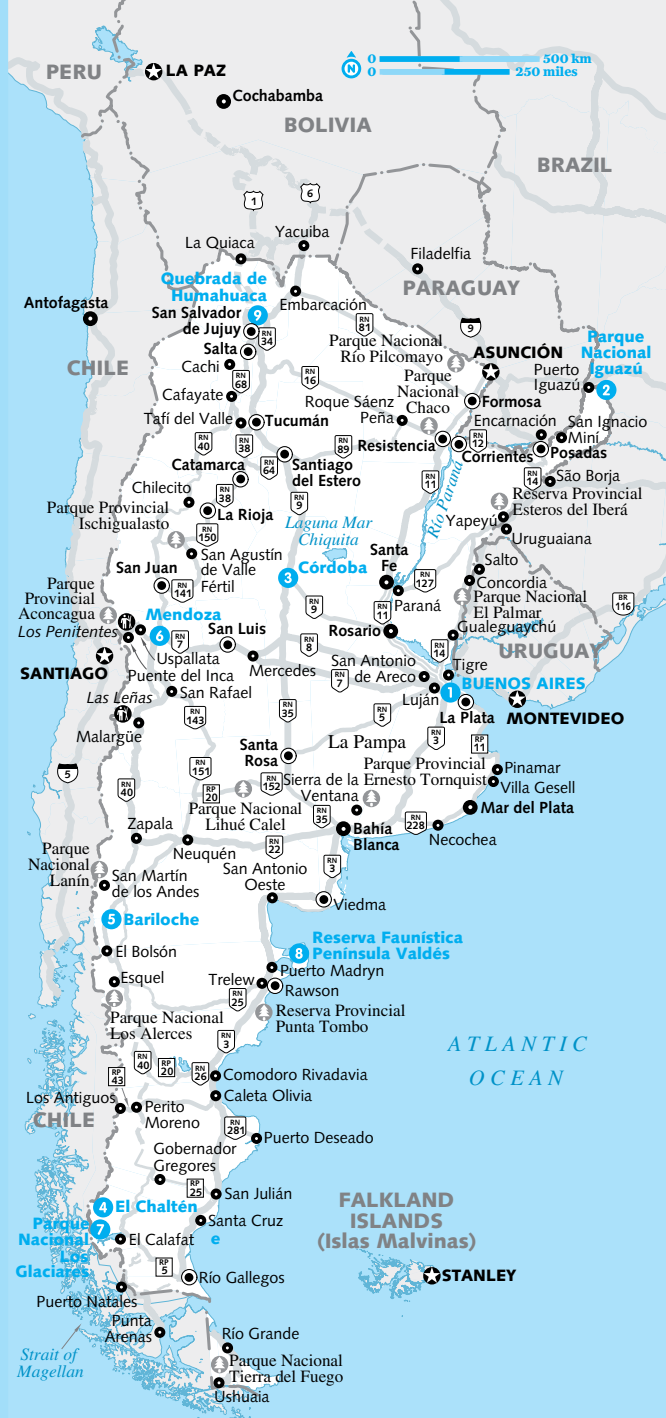 PERU
LA PAZ
0 500 km
0 250 miles
N
Cochabamba
BOLIVIA
BRAZIL
1
6
La Quiaca
Yacuiba
Filadelfia
PARAGUAY
Quebrada de
Humahuaca
9
Embarcación
Antofagasta
San Salvador
de Jujuy
RN
34
RN
81
9
Parque Nacional
Río Pilcomayo
ASUNCIÓN
Parque
Nacional
Iguazú
2
Puerto
Iguazú
CHILE
Salta
Cachi
RN
68
RN
16
Parque
Nacional
Chaco
Cafayate
Formosa
Roque Sáenz
Peña
Encarnación
San Ignacio
Miní
Tafí del Valle
Tucumán
RN
40
RN
38
RN
64
RN
89
Resistencia
RN
12
Corrientes
Posadas
Catamarca
Santiago
del Estero
RN
11
RN
14
São Borja
Chilecito
RN
38
RN
9
Río Paraná
Reserva Provincial
Esteros del Iberá
Parque Provincial
Ischigualasto
La Rioja
RN
150
Laguna Mar
Chiquita
Yapeyú
Uruguaiana
San Agustín
de Valle
Fértil
Santa
Fe
Salto
San Juan
RN
141
3
Córdoba
RN
127
Concordia
Parque
Provincial
Aconcagua
RN
9
RN
11
Paraná
Parque Nacional
El Palmar
BR
116
Los Penitentes
Mendoza
6
RN
7
San Luis
Rosario
Gualeguaychú
RN
8
RN
14
URUGUAY
SANTIAGO
Uspallata
Puente del Inca
Mercedes
San Antonio
de Areco
Tigre
RN
7
Las Leñas
San Rafael
Luján
1
BUENOS AIRES
La Plata
MONTEVIDEO
Malargüe
RN
143
RN
35
RN
5
RN
3
RP
11
La Pampa
5
Santa
Rosa
RN
151
RN
152
Parque Provincial
Ernesto Tornquist
Pinamar
Villa Gesell
RN
40
RP
20
Sierra de la
Ventana
Parque Nacional
Lihué Calel
RN
35
RN
228
Mar del Plata
Zapala
Bahía
Blanca
Necochea
Neuquén
RN
22
RN
3
Parque
Nacional
Lanín
San Martín
de los Andes
San Antonio
Oeste
Viedma
5
Bariloche
El Bolsón
8
Reserva Faunística
Península Valdés
Puerto Madryn
Esquel
Trelew
Rawson
RN
25
Parque Nacional
Los Alerces
Reserva Provincial
Punta Tombo
RN
3
ATLANTIC
OCEAN
RP
43
RN
40
RP
20
RN
26
Comodoro Rivadavia
Los Antiguos
Perito
Moreno
Caleta Olivia
CHILE
RN
281
Puerto Deseado
Gobernador
Gregores
RP
25
San Julián
4
El Chaltén
FALKLAND
ISLANDS
(Islas Malvinas)
Parque
Nacional
Los
Glaciares
7
Santa Cruz
e
El Calafat
RP
5
Río Gallegos
STANLEY
Puerto Natales
Punta
Arenas
Río Grande
Strait of
Magellan
Parque Nacional
Tierra del Fuego
Ushuaia